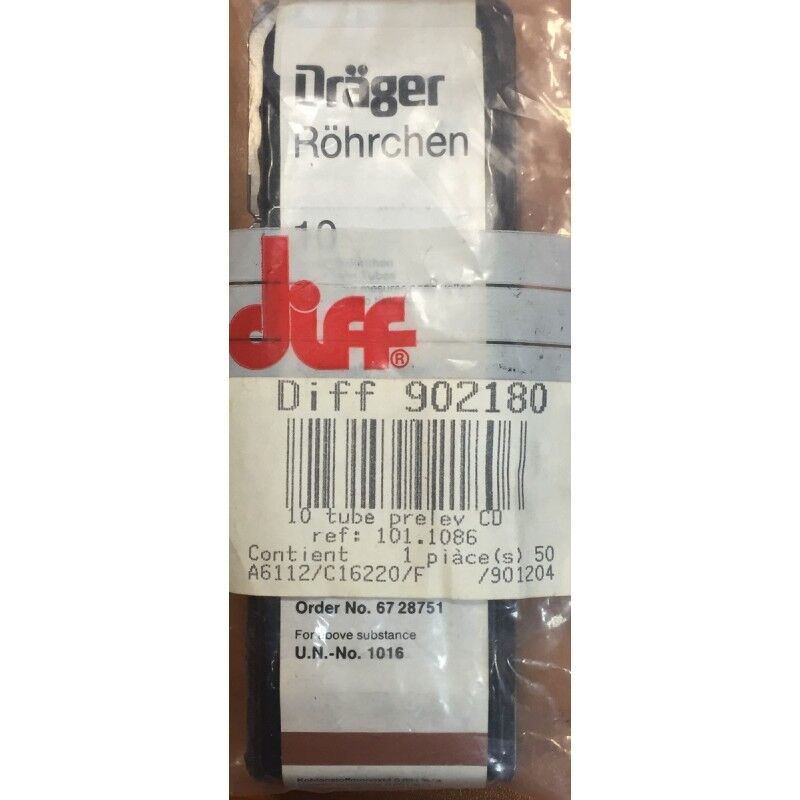 Dräger
Röhrchen
10
diff®
Diff 902180
10 tube prelev CO
ref: 101.1086
Contient 1 pièce(s) 50
A6112/C16220/F /901204
Order No. 67 28751
For above substance
U.N.-No. 1016